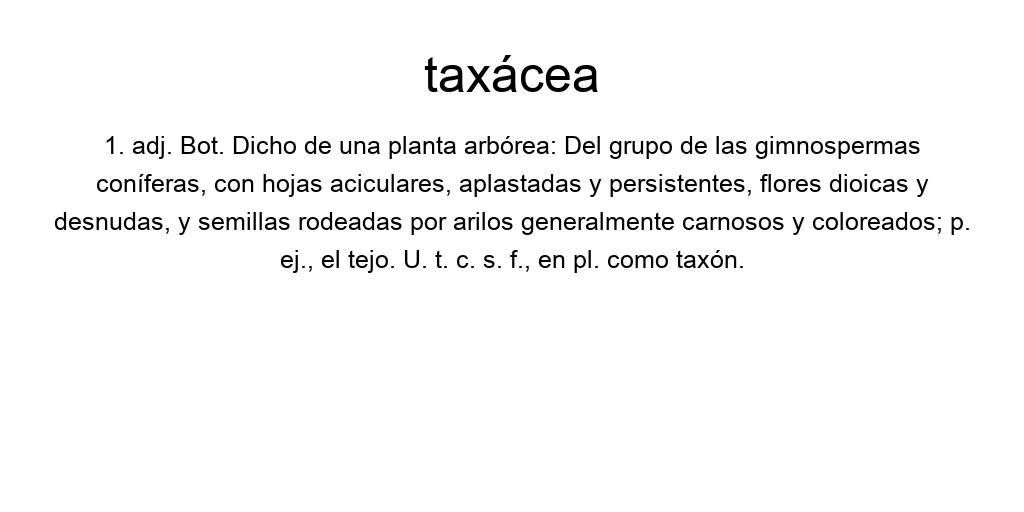 taxácea
1. adj. Bot. Dicho de una planta arbórea: Del grupo de las gimnospermas
coníferas, con hojas aciculares, aplastadas y persistentes, flores dioicas y
desnudas, y semillas rodeadas por arilos generalmente carnosos y coloreados; p.
ej., el tejo. U. t. c. s. f., en pl. como taxón.